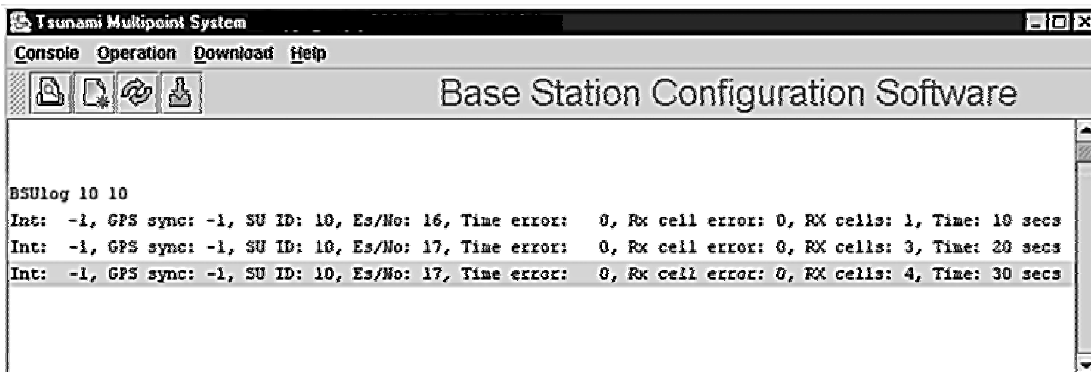 Tsunami Multipoint System
Console Operation Download Help
Base Station Configuration Software
BSUlog 10 10
Int: -1, GPS sync: -1, SU ID: 10, Es/No: 16, Time error: 0, Rx cell error: 0, RX cells: 1, Time: 10 secs
Int: -1, GPS sync: -1, SU ID: 10, Es/No: 17, Time error: 0, Rx cell error: 0, RX cells: 3, Time: 20 secs
Int: -1, GPS sync: -1, SU ID: 10, Es/No: 17, Time error: 0, Rx cell error: 0, RX cells: 4, Time: 30 secs